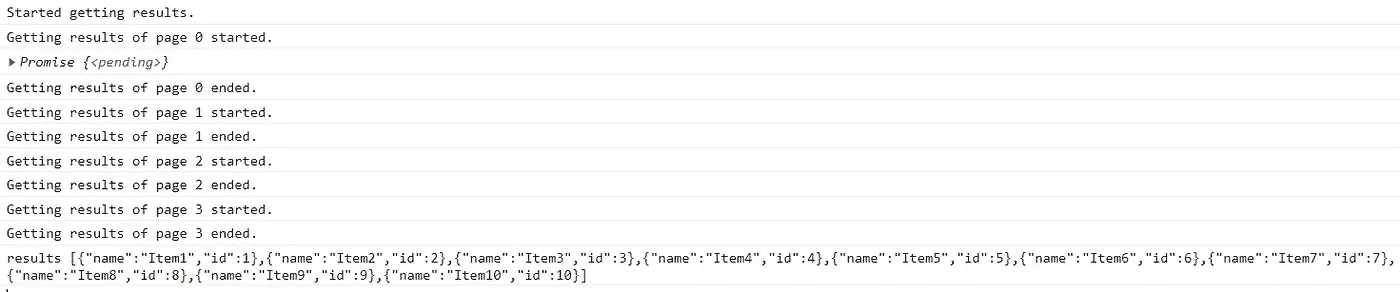 Started getting results.
Getting results of page 0 started.
Promise {<pending>}
Getting results of page 0 ended.
Getting results of page 1 started.
Getting results of page 1 ended.
Getting results of page 2 started.
Getting results of page 2 ended.
Getting results of page 3 started.
Getting results of page 3 ended.
results [{"name":"Item1","id":1},{"name":"Item2","id":2},{"name":"Item3","id":3},{"name":"Item4","id":4},{"name":"Item5","id":5},{"name":"Item6","id":6},{"name":"Item7","id":7},
{"name":"Item8","id":8},{"name":"Item9","id":9},{"name":"Item10","id":10}]